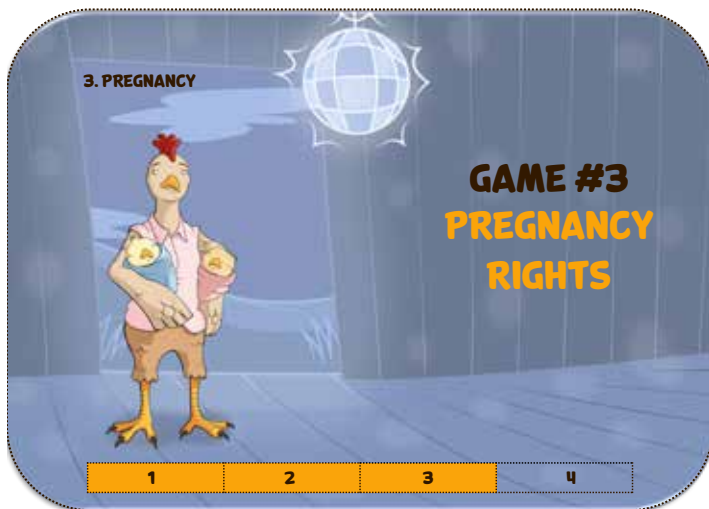 3. PREGNANCY
GAME #3
PREGNANCY
RIGHTS
1 2 3 4